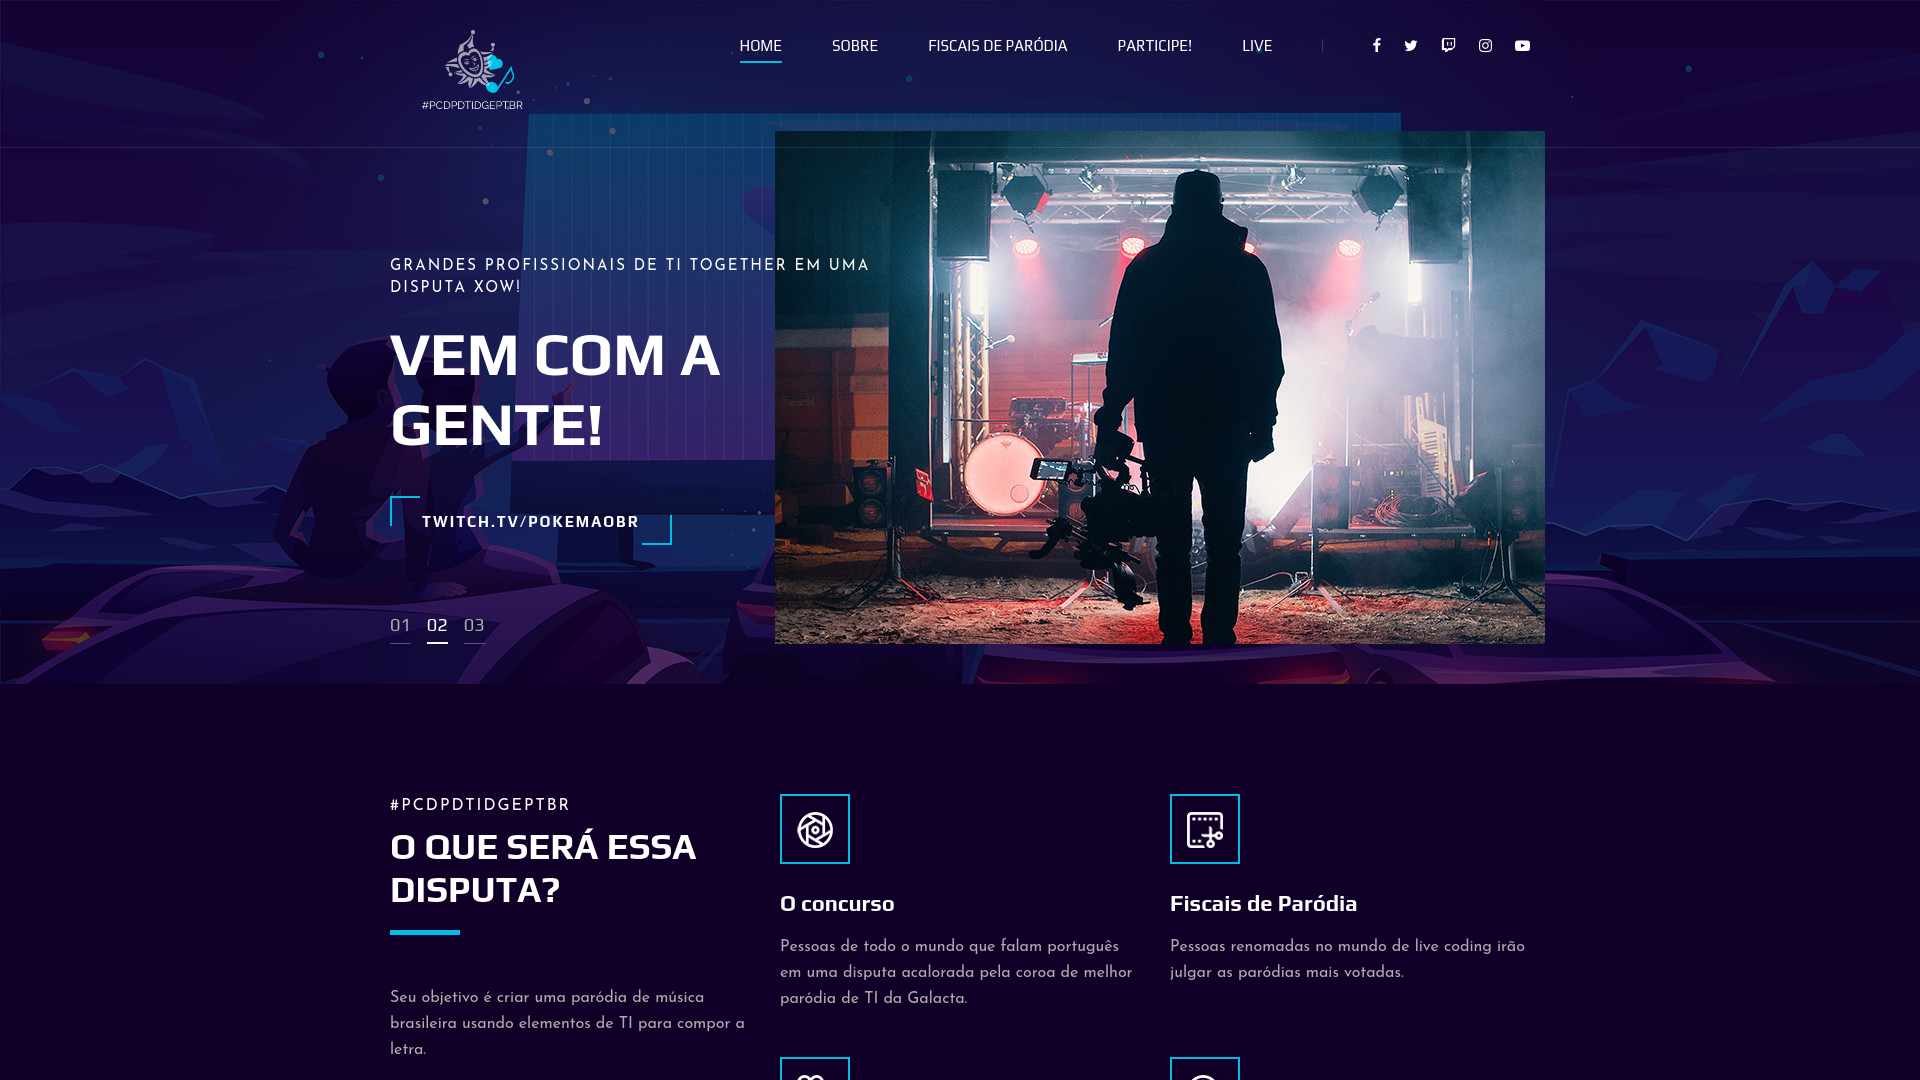 #PCDPDTIDGEPT.BR
HOME
SOBRE
FISCAIS DE PARÓDIA
PARTICIPE!
LIVE
GRANDES PROFISSIONAIS DE TI TOGETHER EM UMA
DISPUTA XOW!
VEM COM A
GENTE!
TWITCH.TV/POKEMAOBR
01
02
03
#PCDPDTIDGEPTBR
O QUE SERÁ ESSA
DISPUTA?
Seu objetivo é criar uma paródia de música
brasileira usando elementos de TI para compor a
letra.
O concurso
Pessoas de todo o mundo que falam português
em uma disputa acalorada pela coroa de melhor
paródia de TI da Galacta.
Fiscais de Paródia
Pessoas renomadas no mundo de live coding irão
julgar as paródias mais votadas.